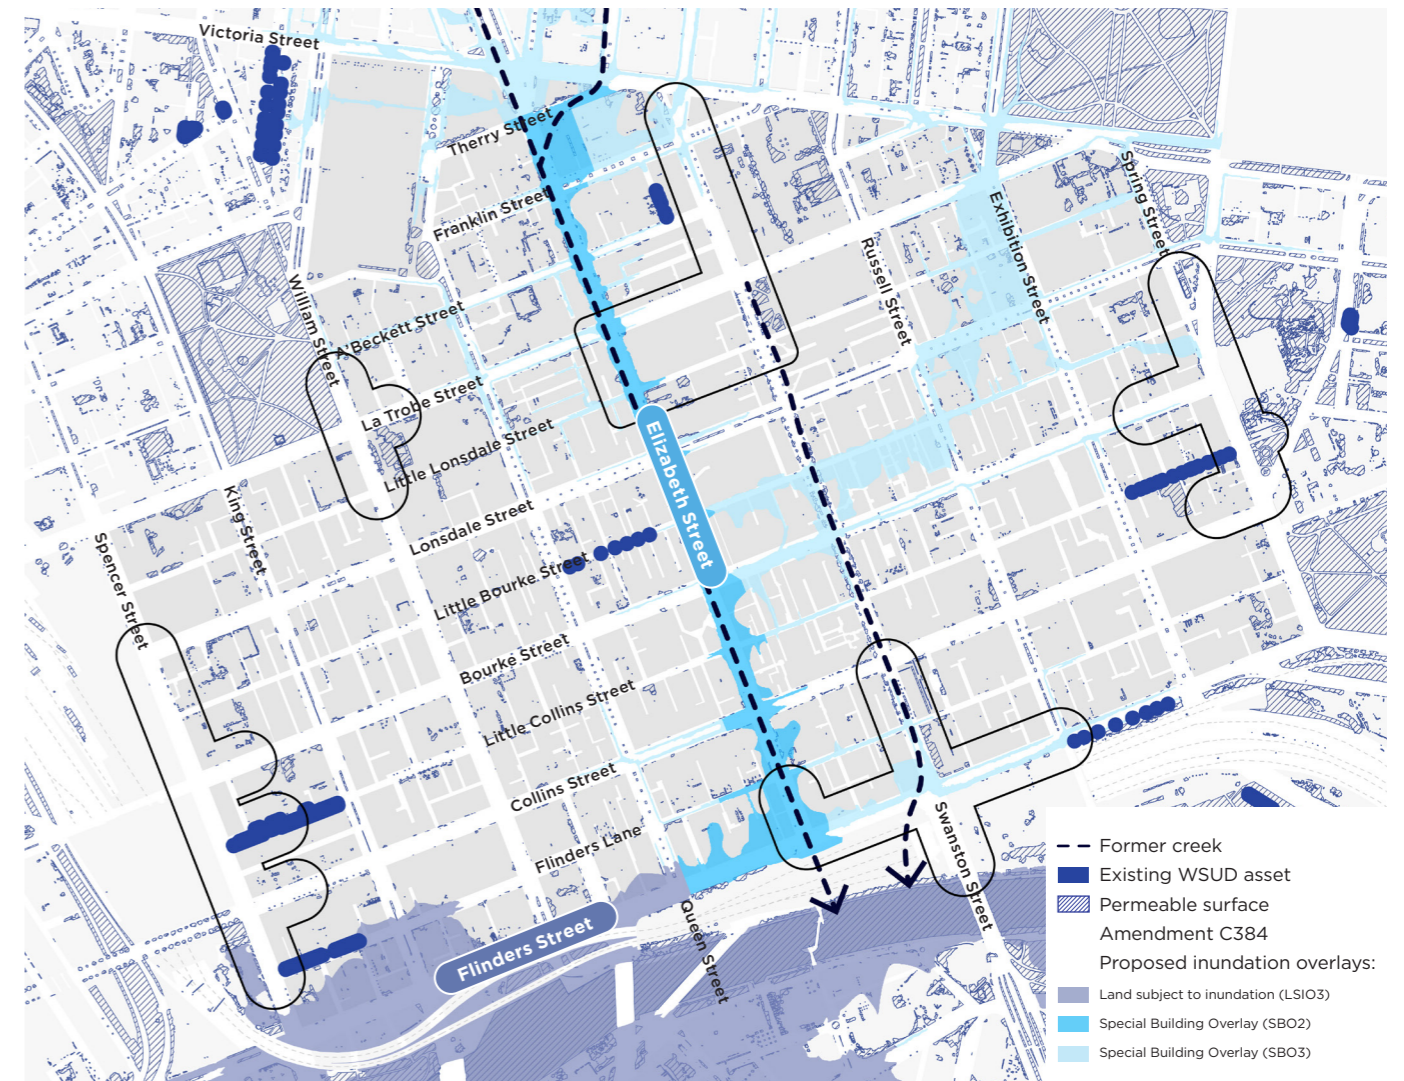 Victoria Street
Therry Street
Franklin Street
A'Beckett Street
La Trobe Street
Little Lonsdale Street
Lonsdale Street
Little Bourke Street
Bourke Street
Little Collins Street
Collins Street
Flinders Lane
Flinders Street
Spencer Street
King Street
William Street
Queen Street
Elizabeth Street
Swanston Street
Russell Street
Exhibition Street
Spring Street
Former creek
Existing WSUD asset
Permeable surface
Amendment C384
Proposed inundation overlays:
Land subject to inundation (LSIO3)
Special Building Overlay (SBO2)
Special Building Overlay (SBO3)